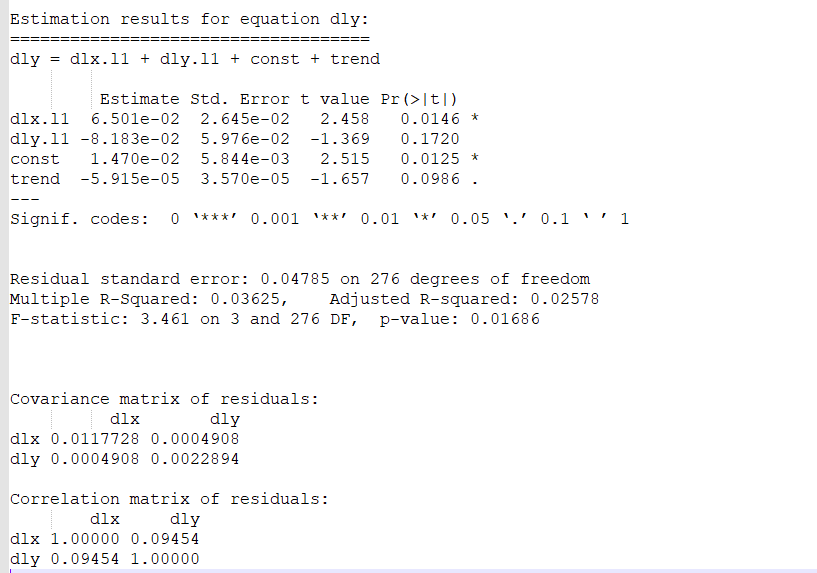 Estimation results for equation dly:
====================================
dly = dlx.l1 + dly.l1 + const + trend
Estimate Std. Error t value Pr(>|t|)
dlx.l1 6.501e-02 2.645e-02 2.458 0.0146 *
dly.l1 -8.183e-02 5.976e-02 -1.369 0.1720
const 1.470e-02 5.844e-03 2.515 0.0125 *
trend -5.915e-05 3.570e-05 -1.657 0.0986 .
---
Signif. codes: 0 ‘***’ 0.001 ‘**’ 0.01 ‘*’ 0.05 ‘.’ 0.1 ‘ ’ 1
Residual standard error: 0.04785 on 276 degrees of freedom
Multiple R-Squared: 0.03625, Adjusted R-squared: 0.02578
F-statistic: 3.461 on 3 and 276 DF, p-value: 0.01686
Covariance matrix of residuals:
dlx dly
dlx 0.0117728 0.0004908
dly 0.0004908 0.0022894
Correlation matrix of residuals:
dlx dly
dlx 1.00000 0.09454
dly 0.09454 1.00000